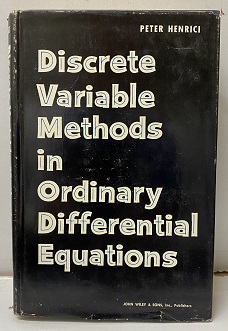 PETER HENRICI
Discrete
Variable
Methods
in
Ordinary
Differential
Equations
JOHN WILEY & SONS, Inc., Publishers